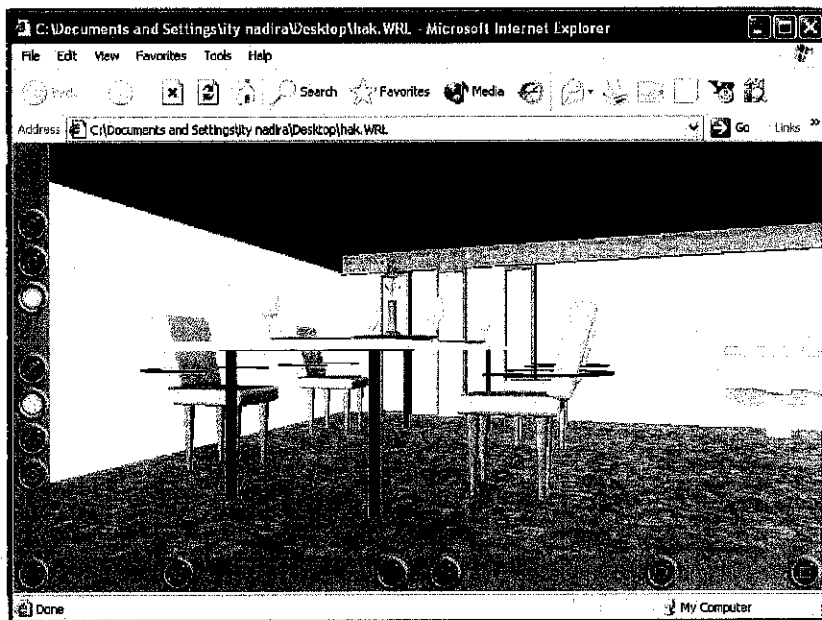 C:\Documents and Settings\ity nadira\Desktop\hak.WRL - Microsoft Internet Explorer
File Edit View Favorites Tools Help
Search Favorites Media
Address C:\Documents and Settings\ity nadira\Desktop\hak.WRL Go Links »
Done My Computer